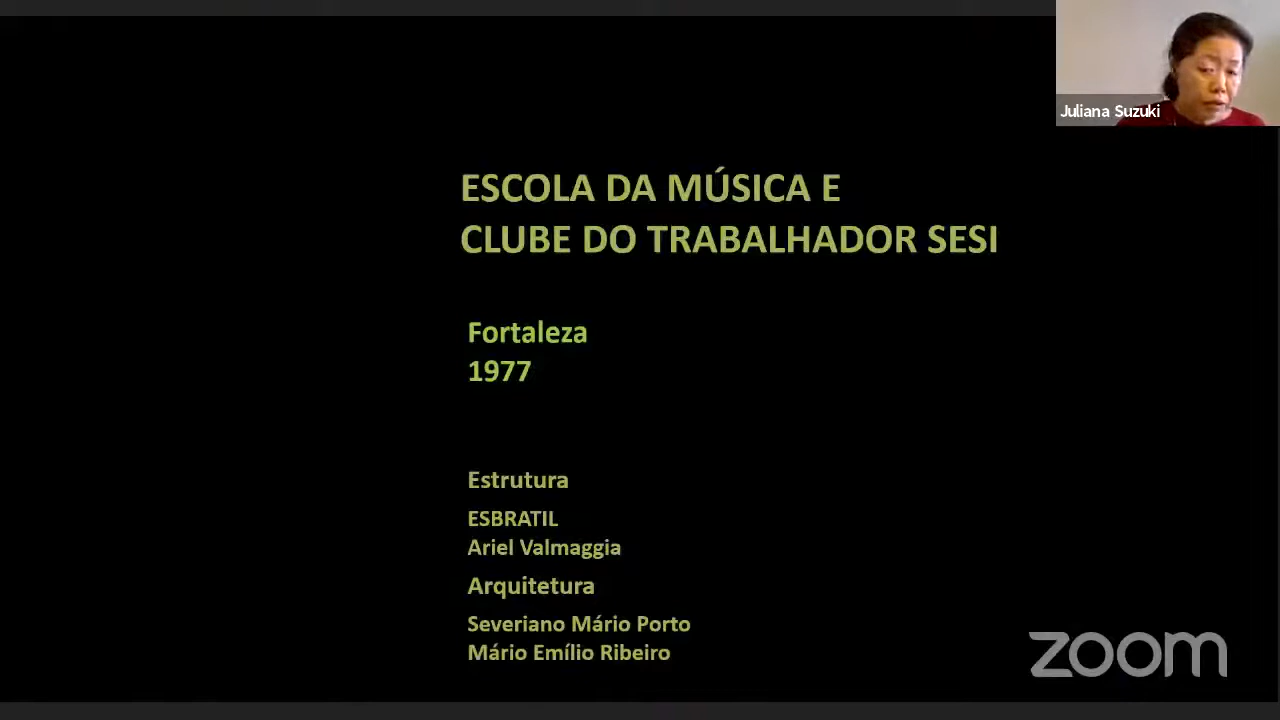 Juliana Suzuki
ESCOLA DA MÚSICA E
CLUBE DO TRABALHADOR SESI
Fortaleza
1977
Estrutura
ESBRATIL
Ariel Valmaggia
Arquitetura
Severiano Mário Porto
Mário Emílio Ribeiro
zoom